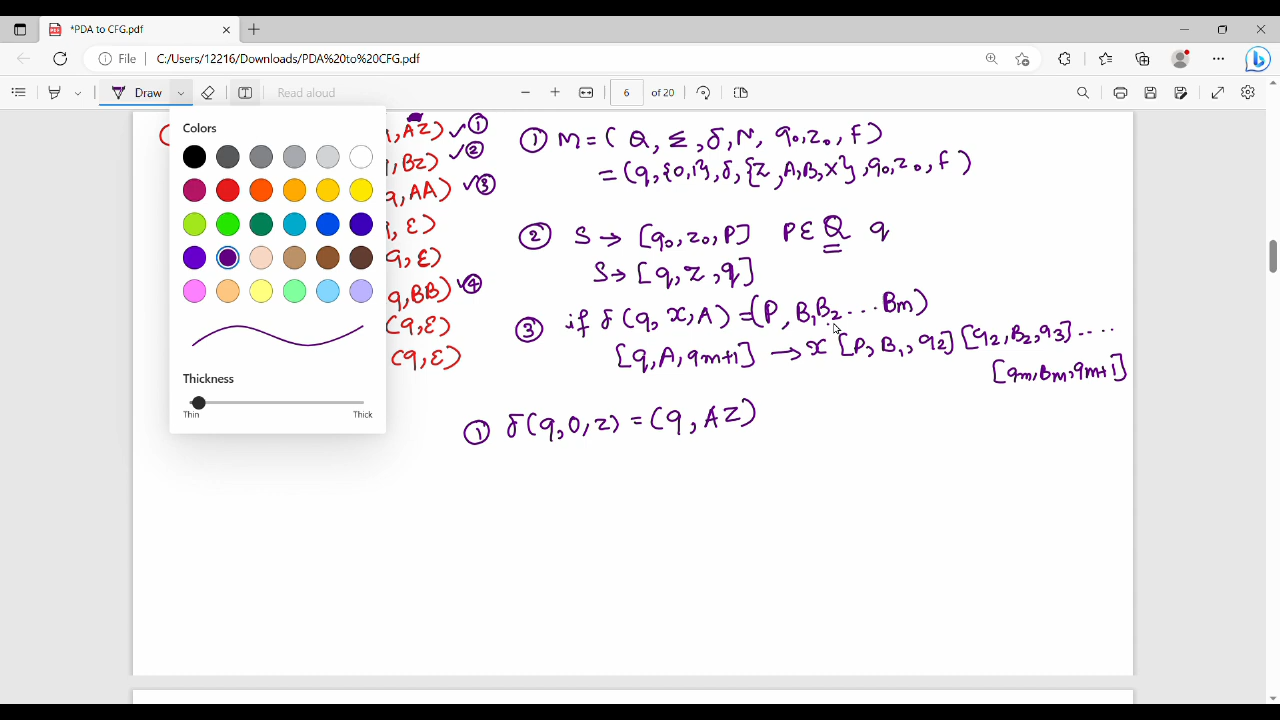 *PDA to CFG.pdf
File C:/Users/12216/Downloads/PDA%20to%20CFG.pdf
Draw Read aloud 6 of 20
Colors
Thickness
Thin Thick
, AZ) ✓①
, Bz) ✓②
q, AA) ✓③
, ε)
q, ε)
q, BB) ✓④
(q, ε)
(q, ε)
① M = ( Q, Σ, δ, N, q₀, z₀, F )
= (q, {0,1}, δ, {z, A, B, x}, q₀, z₀, F )
② S → [q₀, z₀, P] P ε Q q
S → [q, z, q]
③ if δ (q, x, A) = (P, B₁B₂ ... Bm)
[q, A, qm+1] → x [P, B₁, q2] [q2, B2, q3] ....
[qm, Bm, qm+1]
① δ(q, 0, z) = (q, AZ)